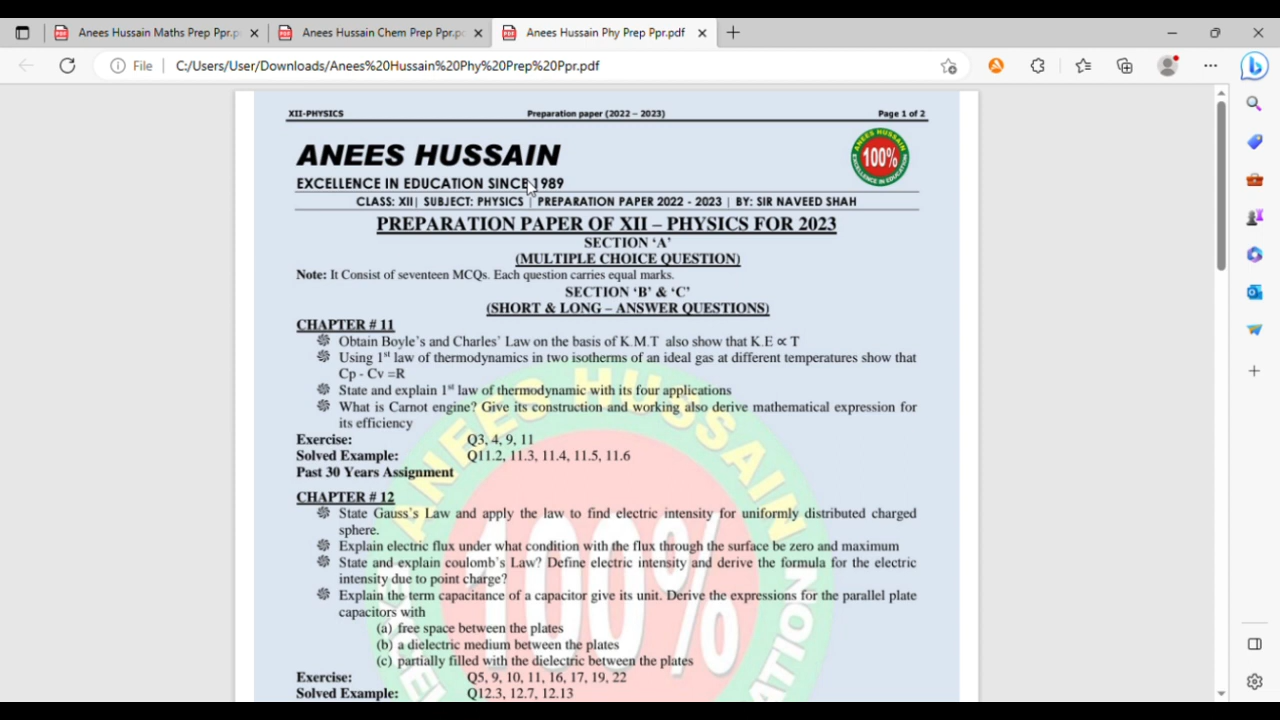 Anees Hussain Maths Prep Ppr.p
Anees Hussain Chem Prep Ppr.pd
Anees Hussain Phy Prep Ppr.pdf
File
C:/Users/User/Downloads/Anees%20Hussain%20Phy%20Prep%20Ppr.pdf
XII-PHYSICS Preparation paper (2022 – 2023) Page 1 of 2
ANEES HUSSAIN
EXCELLENCE IN EDUCATION SINCE 1989
ANEES HUSSAIN
100%
EXCELLENCE IN EDUCATION
CLASS: XII| SUBJECT: PHYSICS | PREPARATION PAPER 2022 - 2023 | BY: SIR NAVEED SHAH
PREPARATION PAPER OF XII – PHYSICS FOR 2023
SECTION ‘A’
(MULTIPLE CHOICE QUESTION)
Note: It Consist of seventeen MCQs. Each question carries equal marks.
SECTION ‘B’ & ‘C’
(SHORT & LONG – ANSWER QUESTIONS)
CHAPTER # 11
Obtain Boyle’s and Charles’ Law on the basis of K.M.T also show that K.E ∝ T
Using 1st law of thermodynamics in two isotherms of an ideal gas at different temperatures show that
Cp - Cv =R
State and explain 1st law of thermodynamic with its four applications
What is Carnot engine? Give its construction and working also derive mathematical expression for
its efficiency
Exercise: Q3, 4, 9, 11
Solved Example: Q11.2, 11.3, 11.4, 11.5, 11.6
Past 30 Years Assignment
CHAPTER # 12
State Gauss’s Law and apply the law to find electric intensity for uniformly distributed charged
sphere.
Explain electric flux under what condition with the flux through the surface be zero and maximum
State and explain coulomb’s Law? Define electric intensity and derive the formula for the electric
intensity due to point charge?
Explain the term capacitance of a capacitor give its unit. Derive the expressions for the parallel plate
capacitors with
(a) free space between the plates
(b) a dielectric medium between the plates
(c) partially filled with the dielectric between the plates
Exercise: Q5, 9, 10, 11, 16, 17, 19, 22
Solved Example: Q12.3, 12.7, 12.13
ANEES HUSSAIN
100%